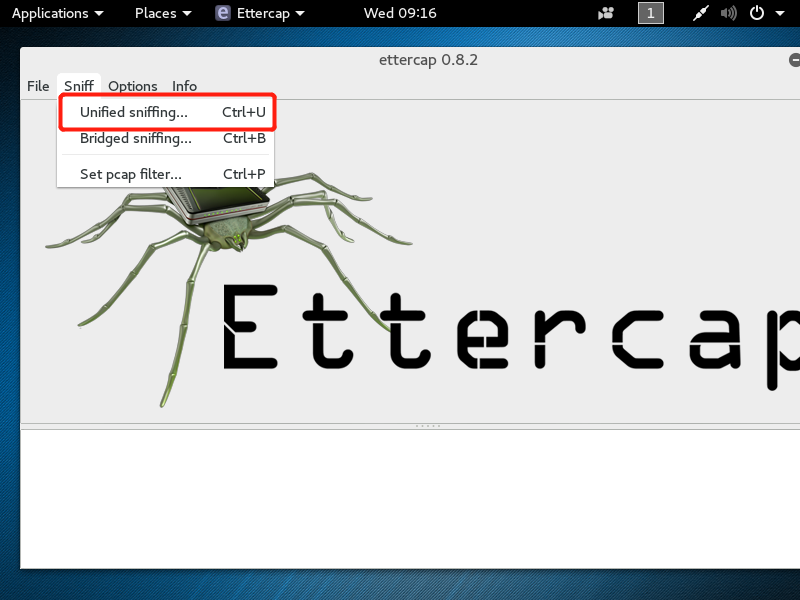 Applications Places Ettercap Wed 09:16 1
ettercap 0.8.2
File Sniff Options Info
Unified sniffing... Ctrl+U
Bridged sniffing... Ctrl+B
Set pcap filter... Ctrl+P
Ettercap